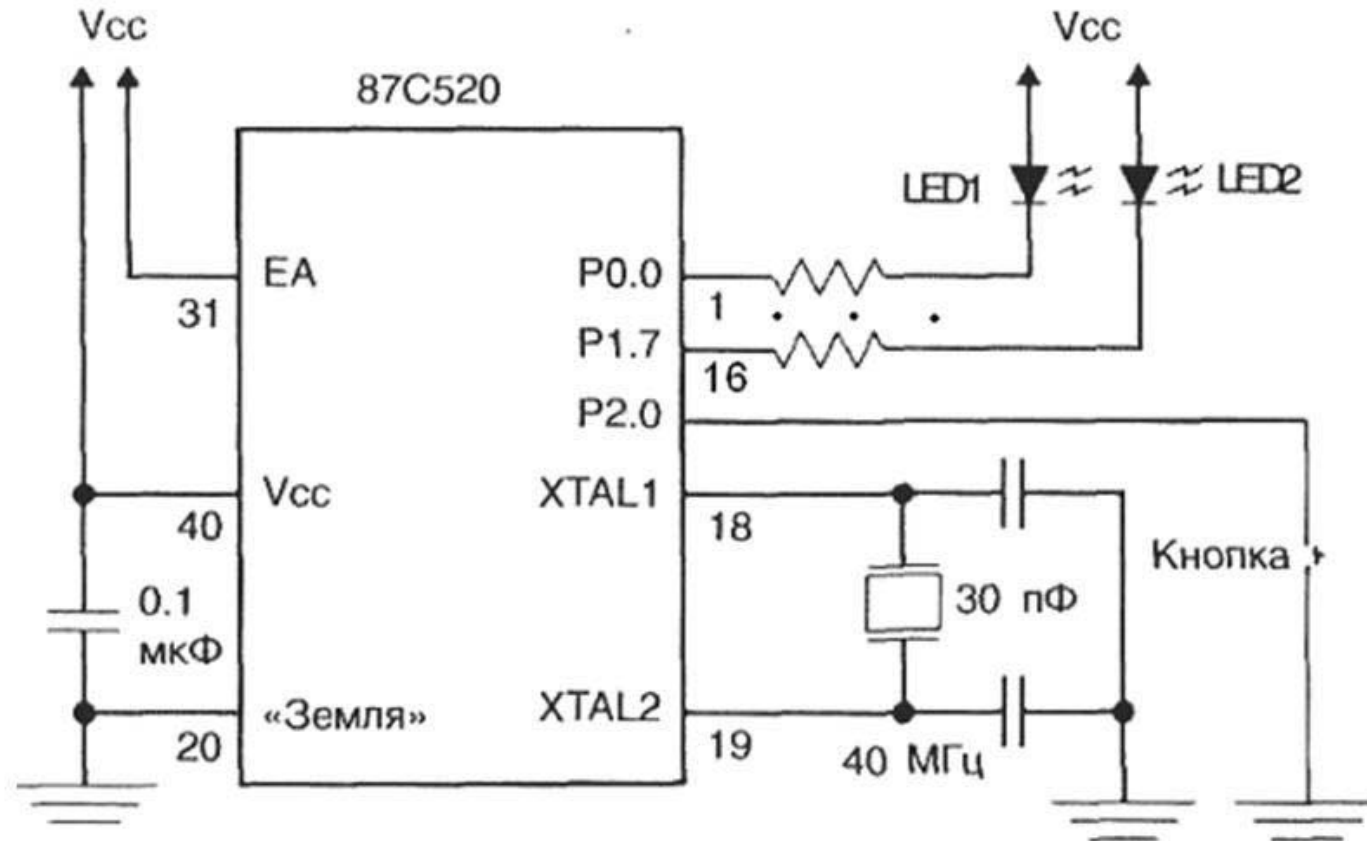 Vcc
Vcc
87C520
LED1
LED2
EA
31
P0.0
1
P1.7
16
P2.0
Vcc
40
XTAL1
18
Кнопка
0.1
мкФ
30 пФ
«Земля»
20
XTAL2
19
40 МГц